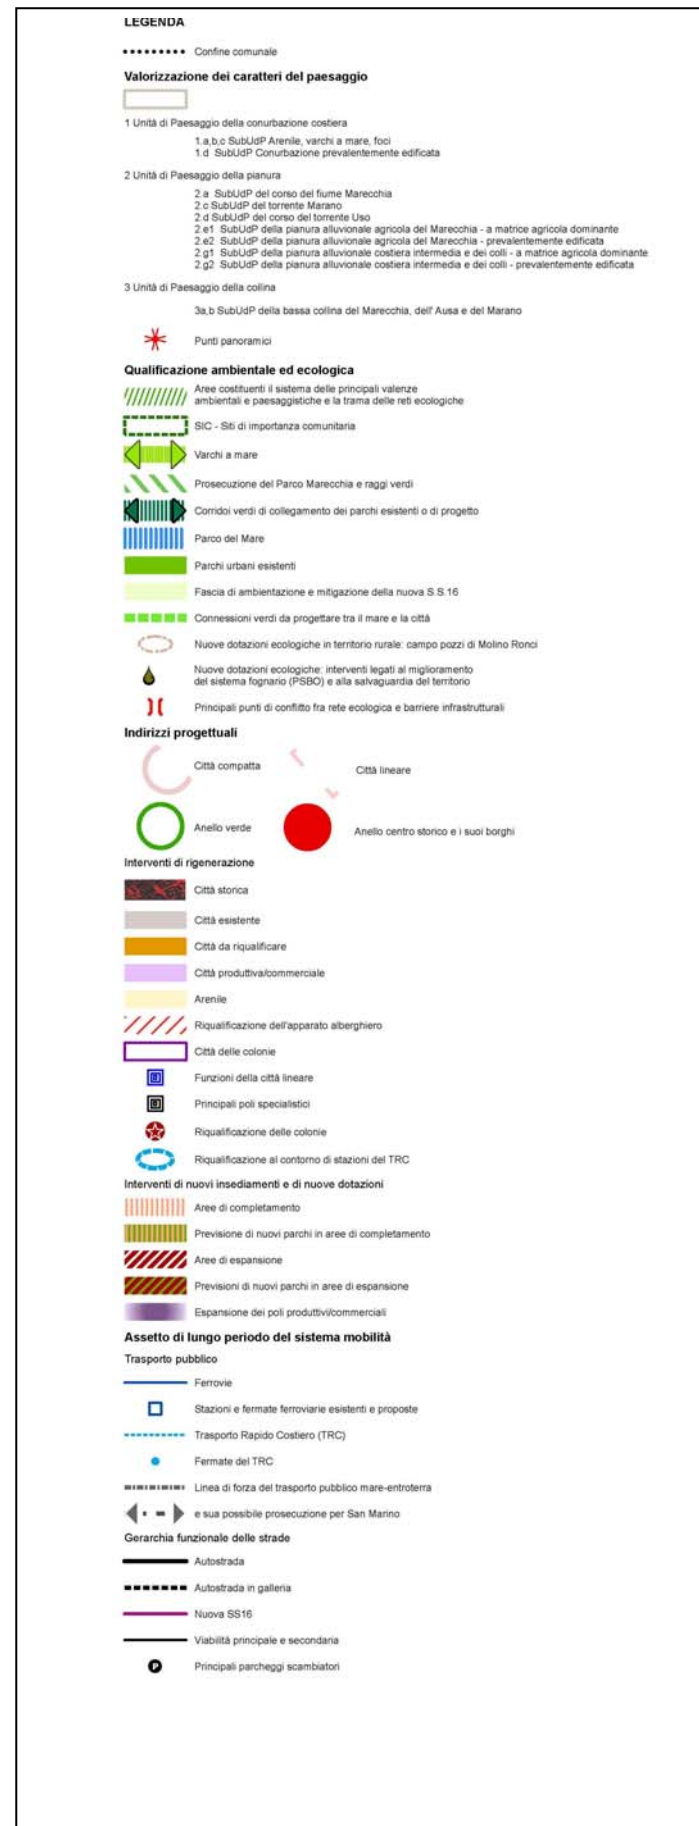 LEGENDA
Confine comunale
Valorizzazione dei caratteri del paesaggio
1 Unità di Paesaggio della conurbazione costiera
1.a,b,c SubUdP Arenile, varchi a mare, foci
1.d SubUdP Conurbazione prevalentemente edificata
2 Unità di Paesaggio della pianura
2.a SubUdP del corso del fiume Marecchia
2.c SubUdP del torrente Marano
2.d SubUdP del corso del torrente Uso
2.e1 SubUdP della pianura alluvionale agricola del Marecchia - a matrice agricola dominante
2.e2 SubUdP della pianura alluvionale agricola del Marecchia - prevalentemente edificata
2.g1 SubUdP della pianura alluvionale costiera intermedia e dei colli - a matrice agricola dominante
2.g2 SubUdP della pianura alluvionale costiera intermedia e dei colli - prevalentemente edificata
3 Unità di Paesaggio della collina
3a,b SubUdP della bassa collina del Marecchia, dell' Ausa e del Marano
Punti panoramici
Qualificazione ambientale ed ecologica
Aree costituenti il sistema delle principali valenze
ambientali e paesaggistiche e la trama delle reti ecologiche
SIC - Siti di importanza comunitaria
Varchi a mare
Prosecuzione del Parco Marecchia e raggi verdi
Corridoi verdi di collegamento dei parchi esistenti o di progetto
Parco del Mare
Parchi urbani esistenti
Fascia di ambientazione e mitigazione della nuova S.S.16
Connessioni verdi da progettare tra il mare e la città
Nuove dotazioni ecologiche in territorio rurale: campo pozzi di Molino Ronci
Nuove dotazioni ecologiche: interventi legati al miglioramento
del sistema fognario (PSBO) e alla salvaguardia del territorio
Principali punti di conflitto fra rete ecologica e barriere infrastrutturali
Indirizzi progettuali
Città compatta
Città lineare
Anello verde
Anello centro storico e i suoi borghi
Interventi di rigenerazione
Città storica
Città esistente
Città da riqualificare
Città produttiva/commerciale
Arenile
Riqualificazione dell'apparato alberghiero
Città delle colonie
Funzioni della città lineare
Principali poli specialistici
Riqualificazione delle colonie
Riqualificazione al contorno di stazioni del TRC
Interventi di nuovi insediamenti e di nuove dotazioni
Aree di completamento
Previsione di nuovi parchi in aree di completamento
Aree di espansione
Previsioni di nuovi parchi in aree di espansione
Espansione dei poli produttivi/commerciali
Assetto di lungo periodo del sistema mobilità
Trasporto pubblico
Ferrovie
Stazioni e fermate ferroviarie esistenti e proposte
Trasporto Rapido Costiero (TRC)
Fermate del TRC
Linea di forza del trasporto pubblico mare-entroterra
e sua possibile prosecuzione per San Marino
Gerarchia funzionale delle strade
Autostrada
Autostrada in galleria
Nuova SS16
Viabilità principale e secondaria
P Principali parcheggi scambiatori